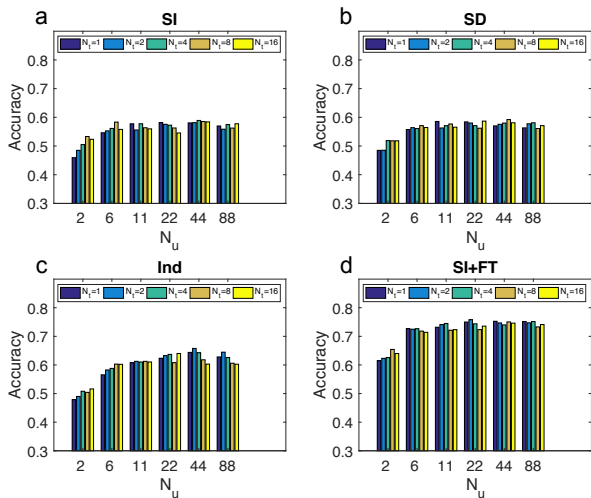 a
SI
N_t=1 N_t=2 N_t=4 N_t=8 N_t=16
Accuracy
0.8
0.7
0.6
0.5
0.4
0.3
2 6 11 22 44 88
N_u
b
SD
N_t=1 N_t=2 N_t=4 N_t=8 N_t=16
Accuracy
0.8
0.7
0.6
0.5
0.4
0.3
2 6 11 22 44 88
N_u
c
Ind
N_t=1 N_t=2 N_t=4 N_t=8 N_t=16
Accuracy
0.8
0.7
0.6
0.5
0.4
0.3
2 6 11 22 44 88
N_u
d
SI+FT
N_t=1 N_t=2 N_t=4 N_t=8 N_t=16
Accuracy
0.8
0.7
0.6
0.5
0.4
0.3
2 6 11 22 44 88
N_u